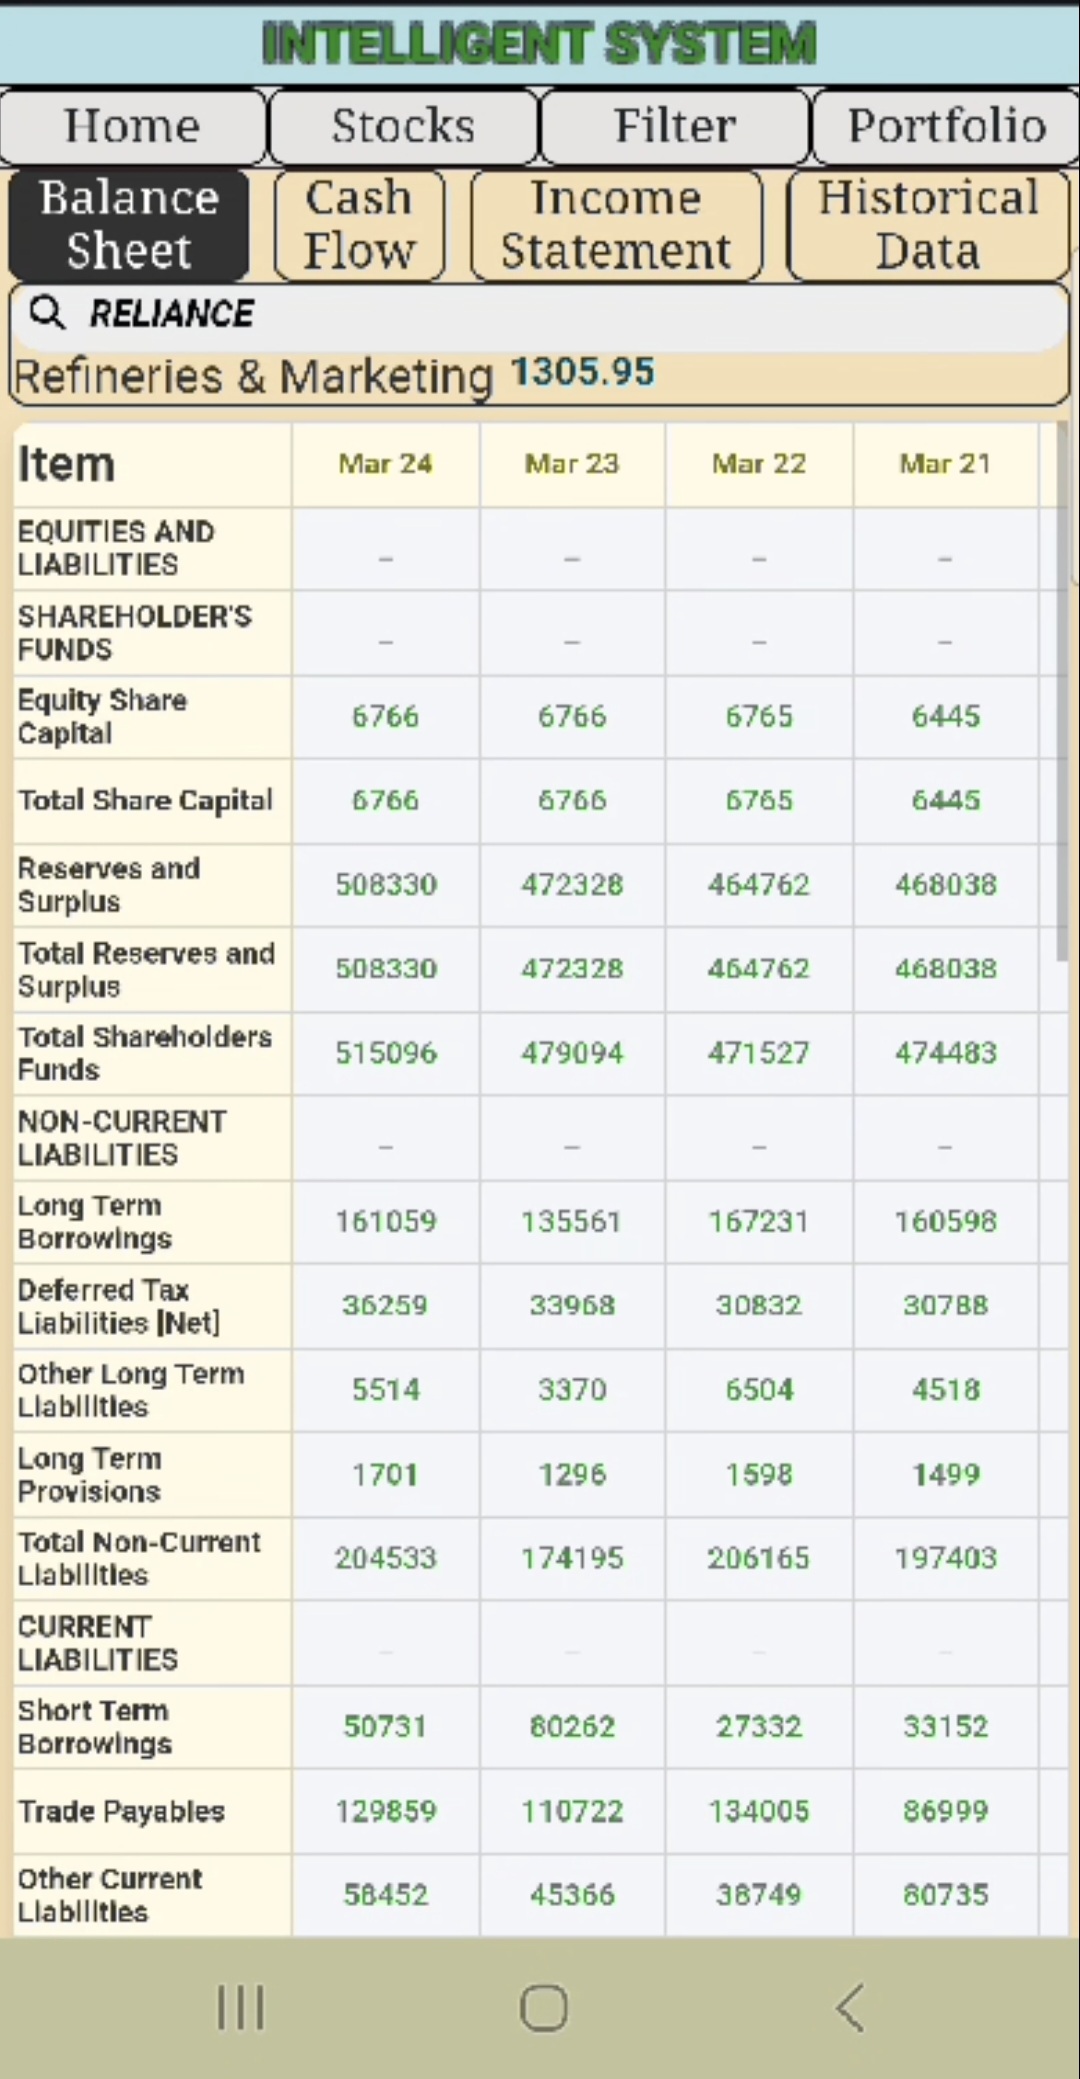 INTELLIGENT SYSTEM
Home Stocks Filter Portfolio
Balance Sheet Cash Flow Income Statement Historical Data
RELIANCE
Refineries & Marketing 1305.95
Item Mar 24 Mar 23 Mar 22 Mar 21
EQUITIES AND LIABILITIES – – – –
SHAREHOLDER'S FUNDS – – – –
Equity Share Capital 6766 6766 6765 6445
Total Share Capital 6766 6766 6765 6445
Reserves and Surplus 508330 472328 464762 468038
Total Reserves and Surplus 508330 472328 464762 468038
Total Shareholders Funds 515096 479094 471527 474483
NON-CURRENT LIABILITIES – – – –
Long Term Borrowings 161059 135561 167231 160598
Deferred Tax Liabilities [Net] 36259 33968 30832 30788
Other Long Term Liabilities 5514 3370 6504 4518
Long Term Provisions 1701 1296 1598 1499
Total Non-Current Liabilities 204533 174195 206165 197403
CURRENT LIABILITIES – – – –
Short Term Borrowings 50731 80262 27332 33152
Trade Payables 129859 110722 134005 86999
Other Current Liabilities 58452 45366 38749 80735